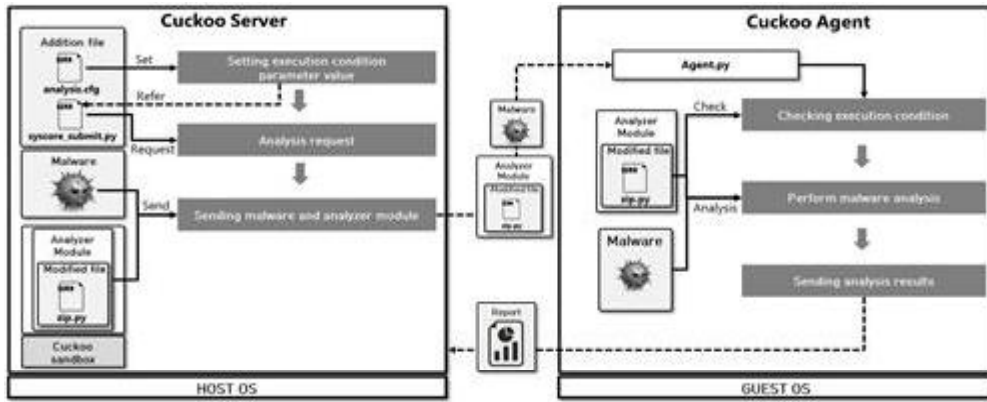 Cuckoo Server
Addition file
analysis.cfg
syscore_submit.py
Set
Refer
Request
Setting execution condition
parameter value
Analysis request
Malware
Send
Sending malware and analyzer module
Analyzer
Module
Modified file
zip.py
Cuckoo
sandbox
HOST OS
Malware
Analyzer
Module
Modified file
zip.py
Report
Cuckoo Agent
Agent.py
Check
Checking execution condition
Analyzer
Module
Modified file
zip.py
Analysis
Perform malware analysis
Malware
Sending analysis results
GUEST OS